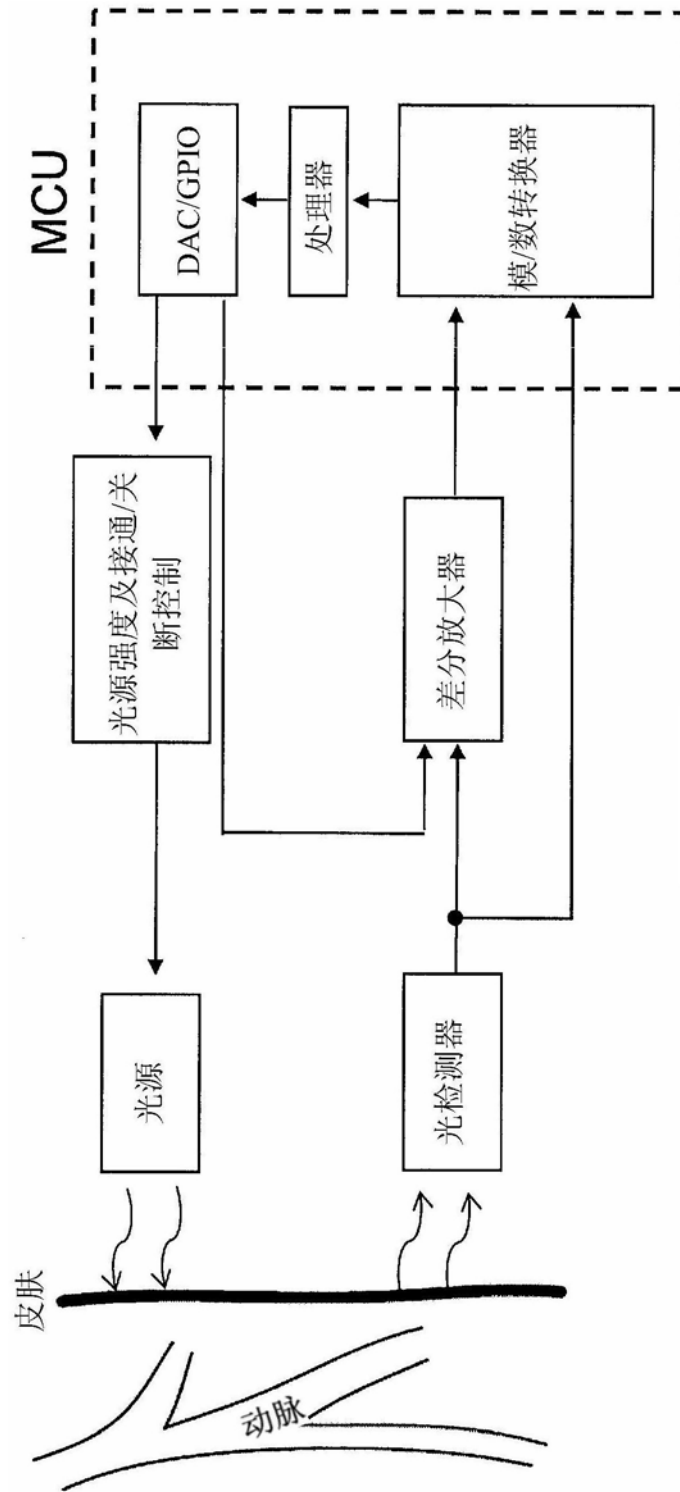 皮肤
动脉
光源
光源强度及接通/关
断控制
MCU
DAC/GPIO
处理器
模/数转换器
差分放大器
光检测器